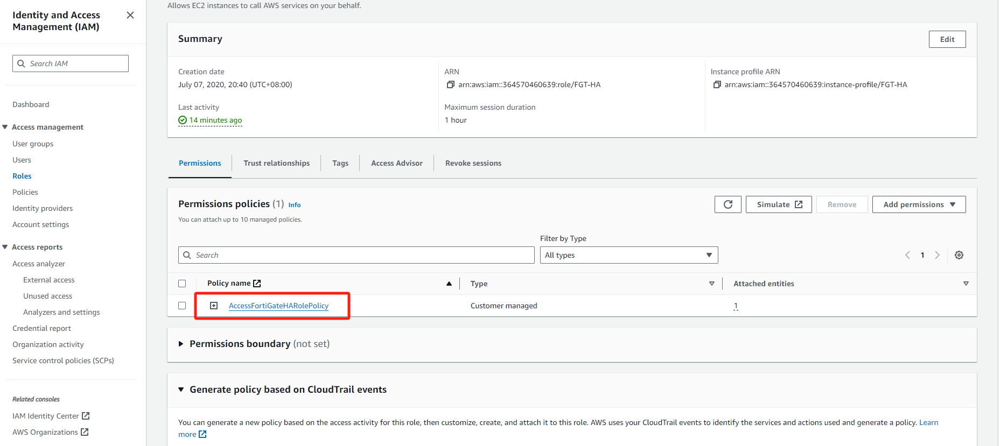 Identity and Access
Management (IAM)
Search IAM
Dashboard
Access management
User groups
Users
Roles
Policies
Identity providers
Account settings
Access reports
Access analyzer
External access
Unused access
Analyzers and settings
Credential report
Organization activity
Service control policies (SCPs)
Related consoles
IAM Identity Center
AWS Organizations
Allows EC2 instances to call AWS services on your behalf.
Summary
Edit
Creation date
July 07, 2020, 20:40 (UTC+08:00)
ARN
arn:aws:iam::364570460639:role/FGT-HA
Instance profile ARN
arn:aws:iam::364570460639:instance-profile/FGT-HA
Last activity
14 minutes ago
Maximum session duration
1 hour
Permissions
Trust relationships
Tags
Access Advisor
Revoke sessions
Permissions policies (1) Info
You can attach up to 10 managed policies.
Simulate
Remove
Add permissions
Filter by Type
Search
All types
1
Policy name
Type
Attached entities
AccessFortiGateHARolePolicy
Customer managed
1
Permissions boundary (not set)
Generate policy based on CloudTrail events
You can generate a new policy based on the access activity for this role, then customize, create, and attach it to this role. AWS uses your CloudTrail events to identify the services and actions used and generate a policy. Learn
more